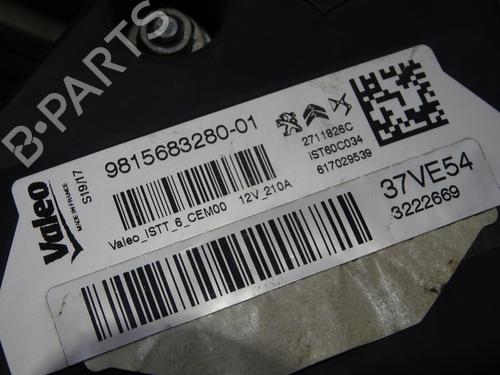 B-PARTS
Valeo
MADE IN FRANCE
S19/17
9815683280-01
Valeo_ISTT_6_CEM00 12V_210A
2711826C
iST60C034
617029539
37VE54
3222669